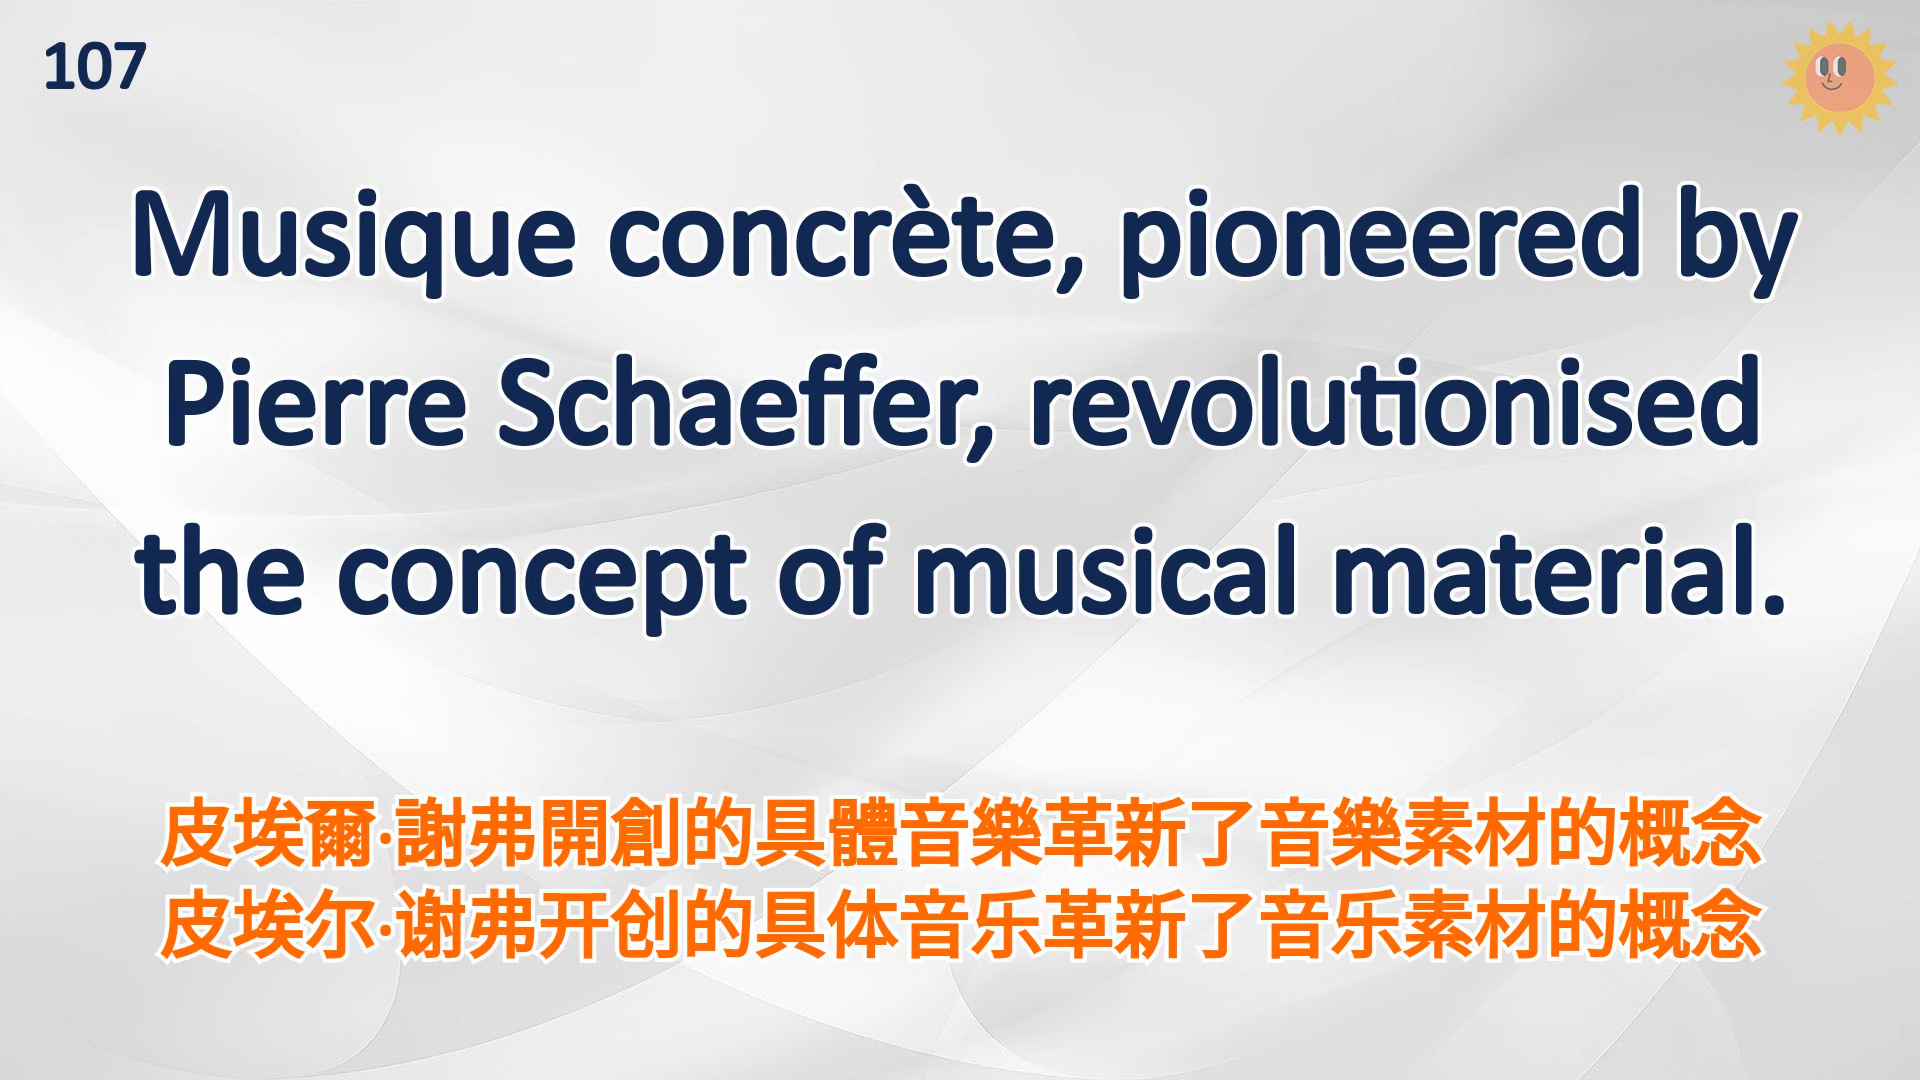 107
Musique concrète, pioneered by
Pierre Schaeffer, revolutionised
the concept of musical material.
皮埃爾·謝弗開創的具體音樂革新了音樂素材的概念
皮埃尔·谢弗开创的具体音乐革新了音乐素材的概念